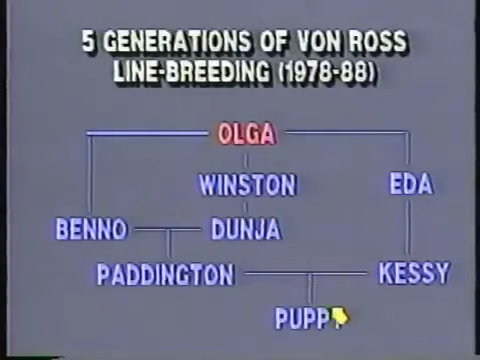 5 GENERATIONS OF VON ROSS
LINE-BREEDING (1978-88)
OLGA
WINSTON
EDA
BENNO
DUNJA
PADDINGTON
KESSY